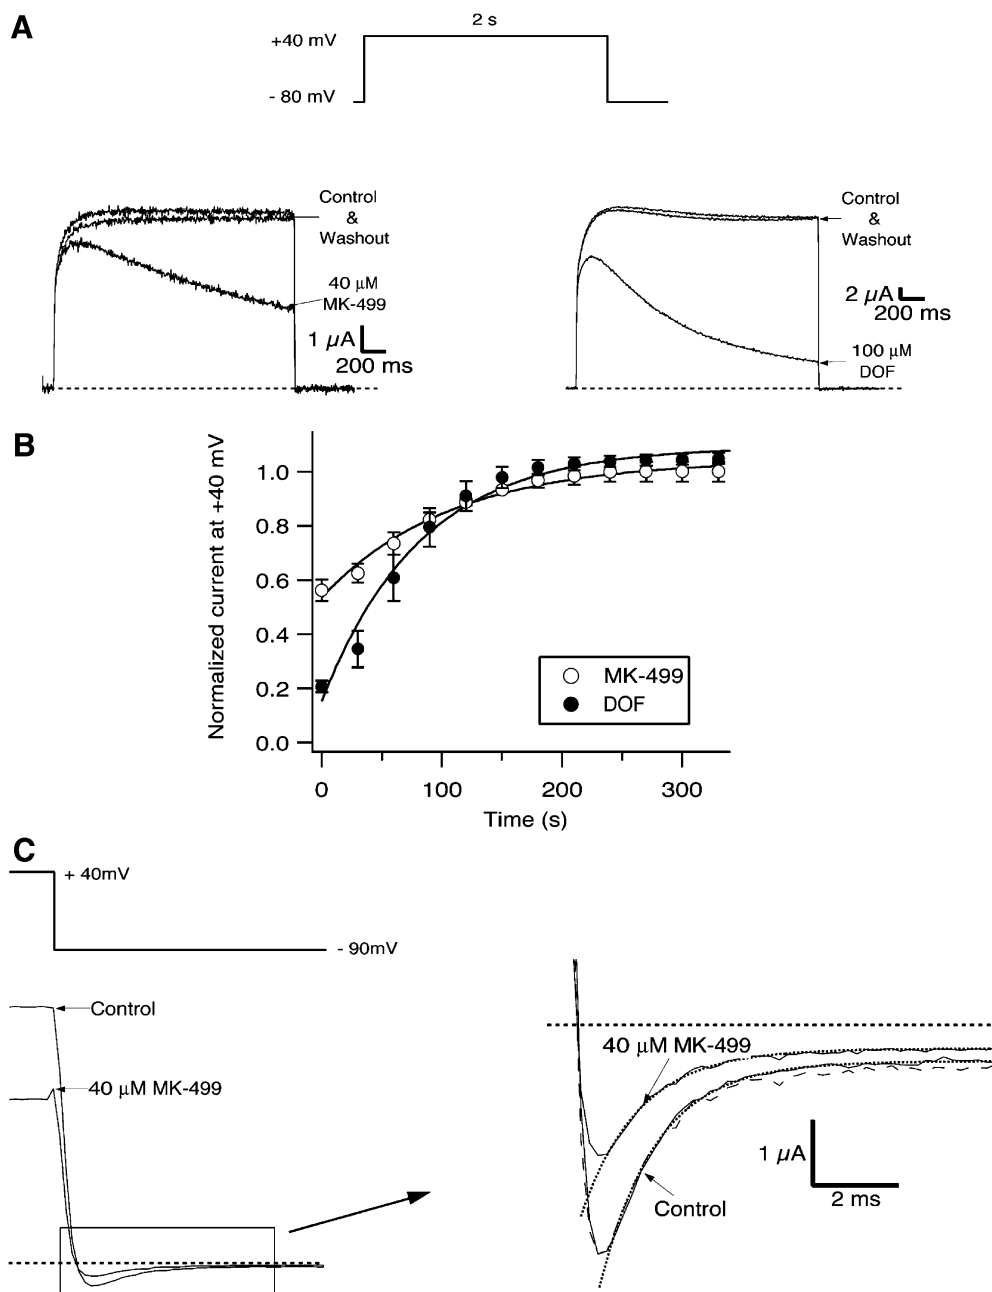 A
2 s
+40 mV
- 80 mV
Control
&
Washout
40 µM
MK-499
1 µA
200 ms
Control
&
Washout
2 µA
200 ms
100 µM
DOF
B
Normalized current at +40 mV
1.0
0.8
0.6
0.4
0.2
0.0
MK-499
DOF
0
100
200
300
Time (s)
C
+ 40mV
- 90mV
Control
40 µM MK-499
40 µM MK-499
1 µA
2 ms
Control